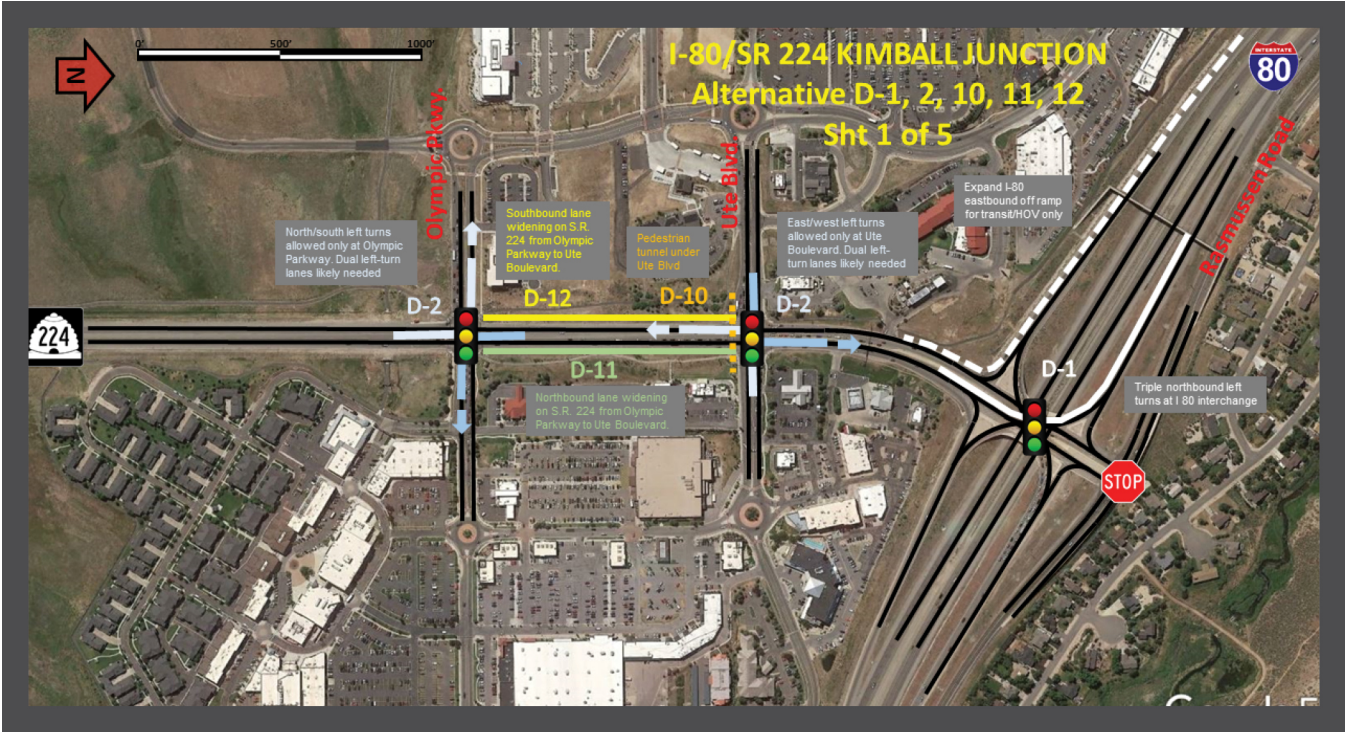 0'
500'
1000'
N
I-80/SR 224 KIMBALL JUNCTION
Alternative D-1, 2, 10, 11, 12
Sht 1 of 5
INTERSTATE
80
Olympic Pkwy.
Ute Blvd.
Rasmussen Road
Expand I-80
eastbound off ramp
for transit/HOV only
North/south left turns
allowed only at Olympic
Parkway. Dual left-turn
lanes likely needed
Southbound lane
widening on S.R.
224 from Olympic
Parkway to Ute
Boulevard.
Pedestrian
tunnel under
Ute Blvd
East/west left turns
allowed only at Ute
Boulevard. Dual left-
turn lanes likely needed
D-2
D-12
D-10
D-2
224
D-11
D-1
Northbound lane widening
on S.R. 224 from Olympic
Parkway to Ute Boulevard.
Triple northbound left
turns at I 80 interchange
STOP